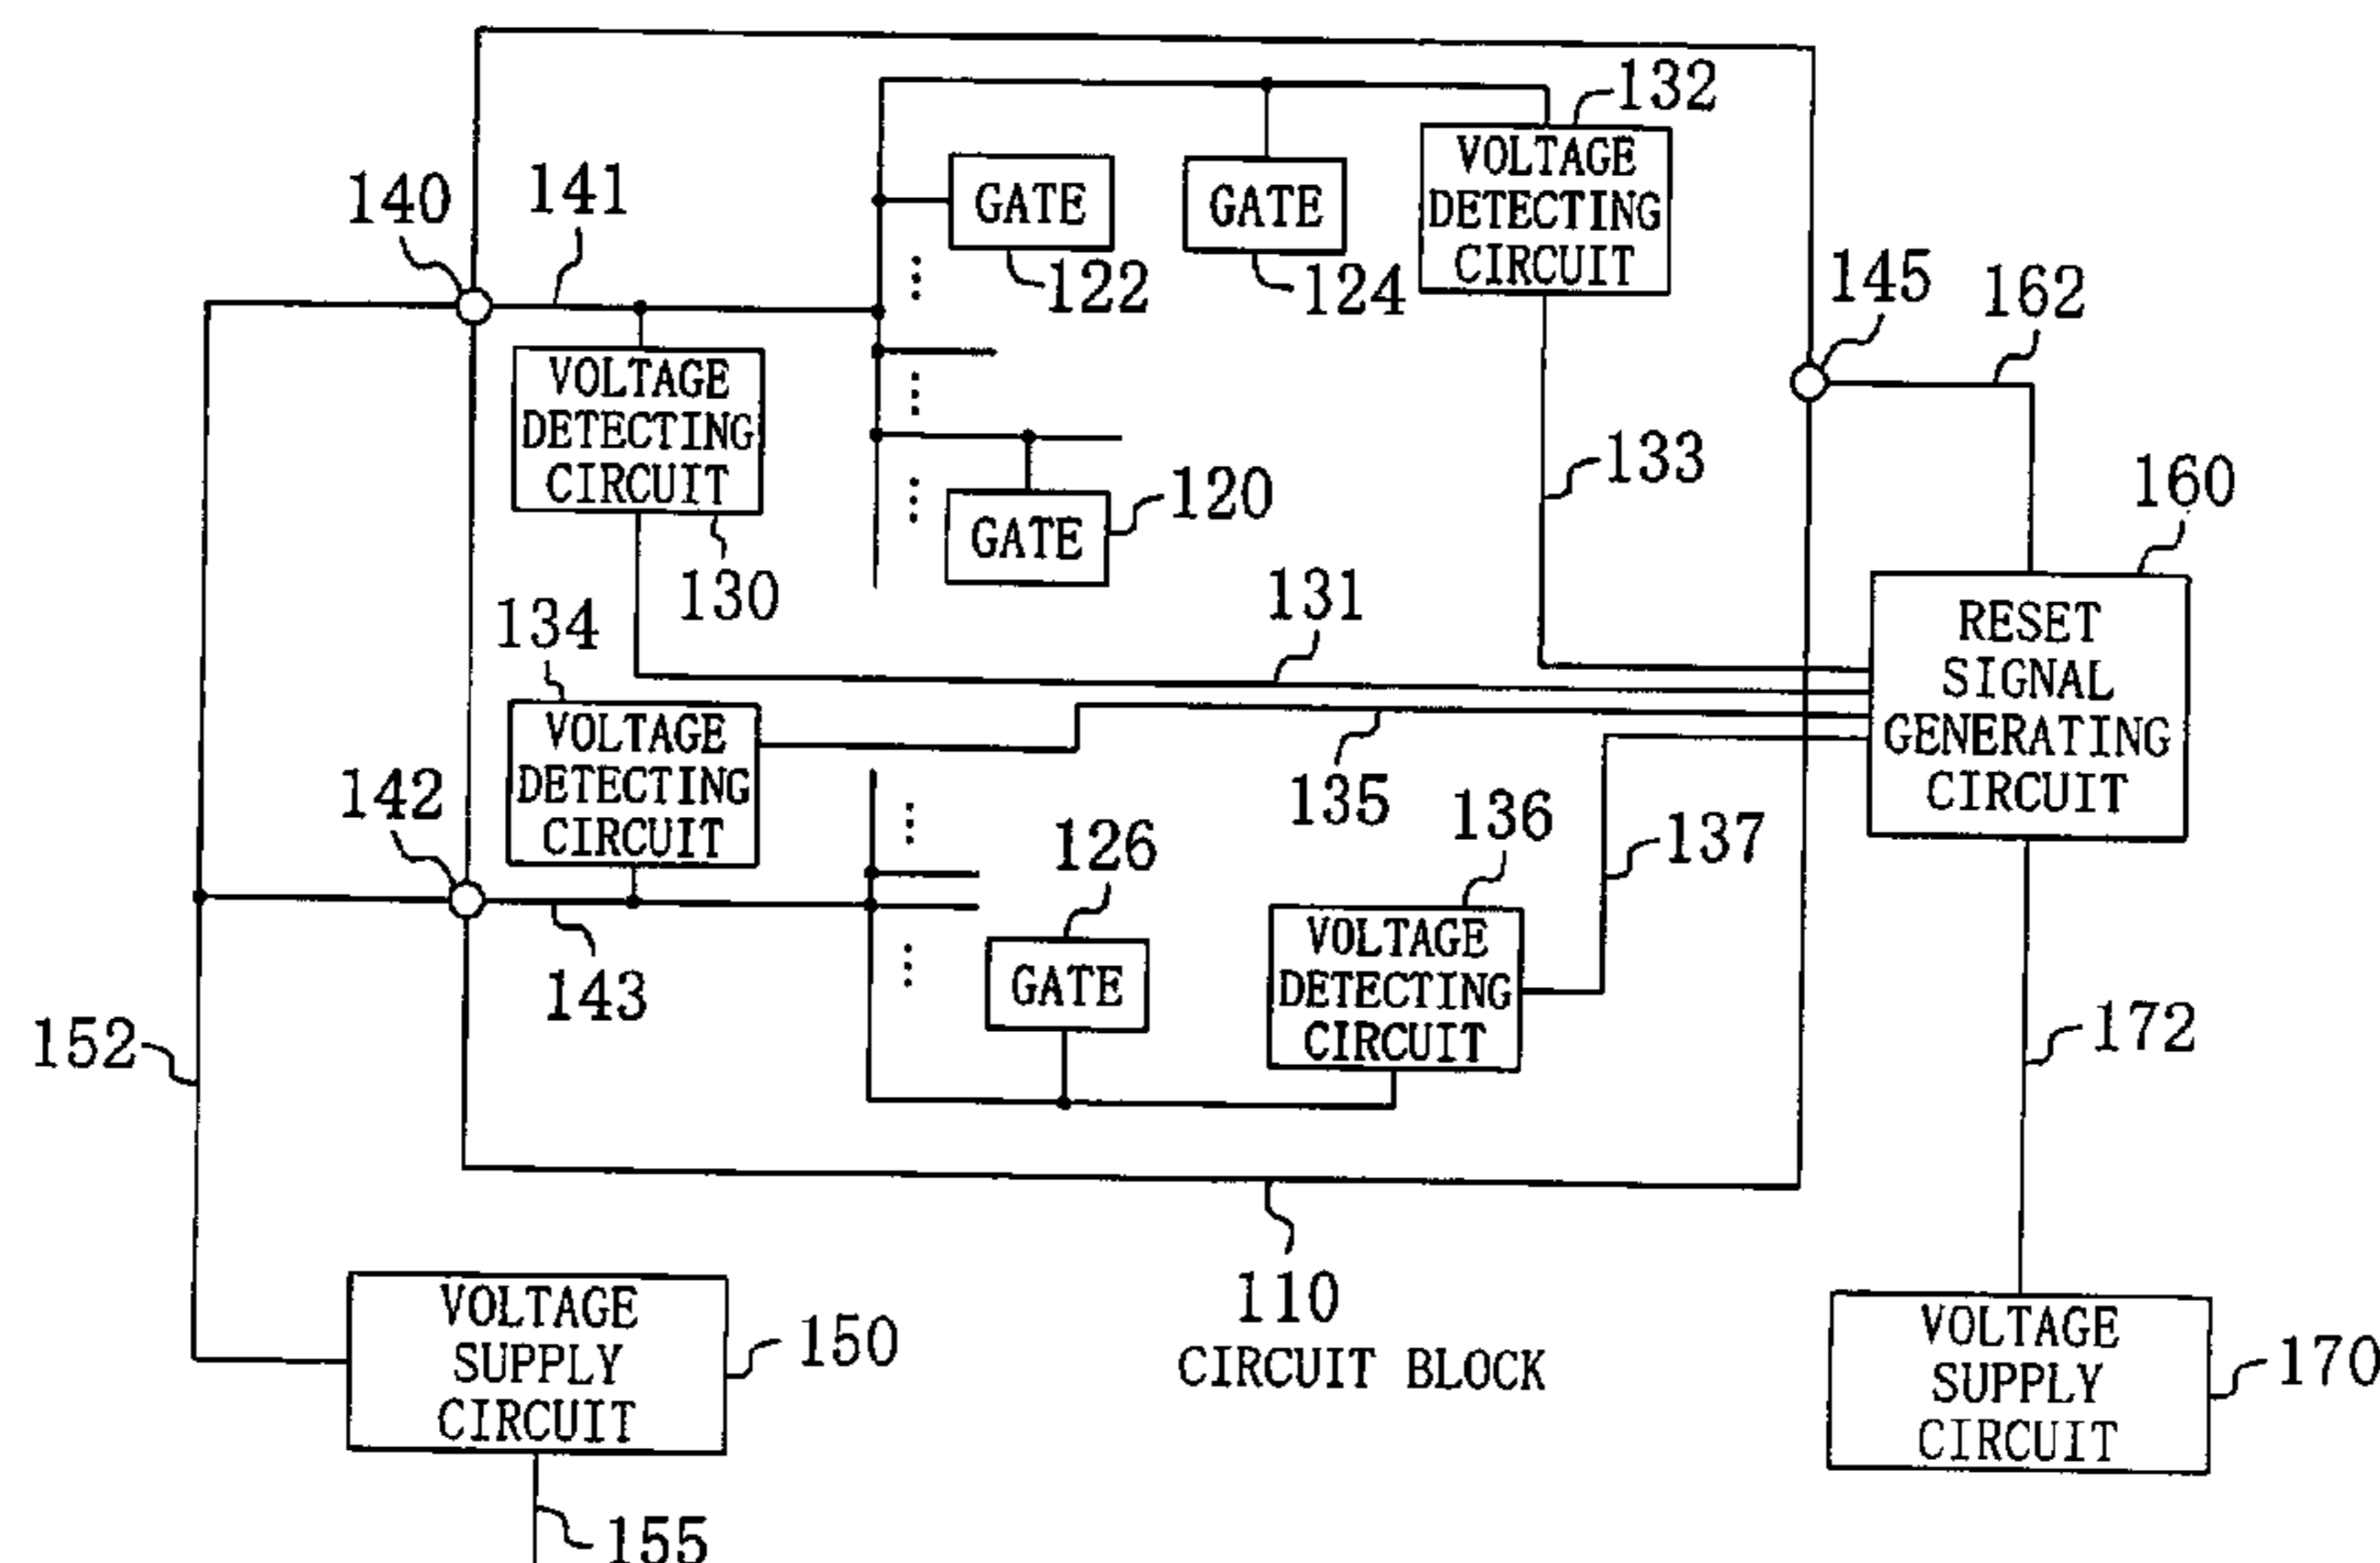 132
VOLTAGE
DETECTING
CIRCUIT
140
141
GATE
122
GATE
124
145
162
VOLTAGE
DETECTING
CIRCUIT
130
133
120
GATE
160
134
131
RESET
SIGNAL
GENERATING
CIRCUIT
VOLTAGE
DETECTING
CIRCUIT
142
135
136
137
126
143
GATE
VOLTAGE
DETECTING
CIRCUIT
152
172
110
CIRCUIT BLOCK
VOLTAGE
SUPPLY
CIRCUIT
150
VOLTAGE
SUPPLY
CIRCUIT
170
155